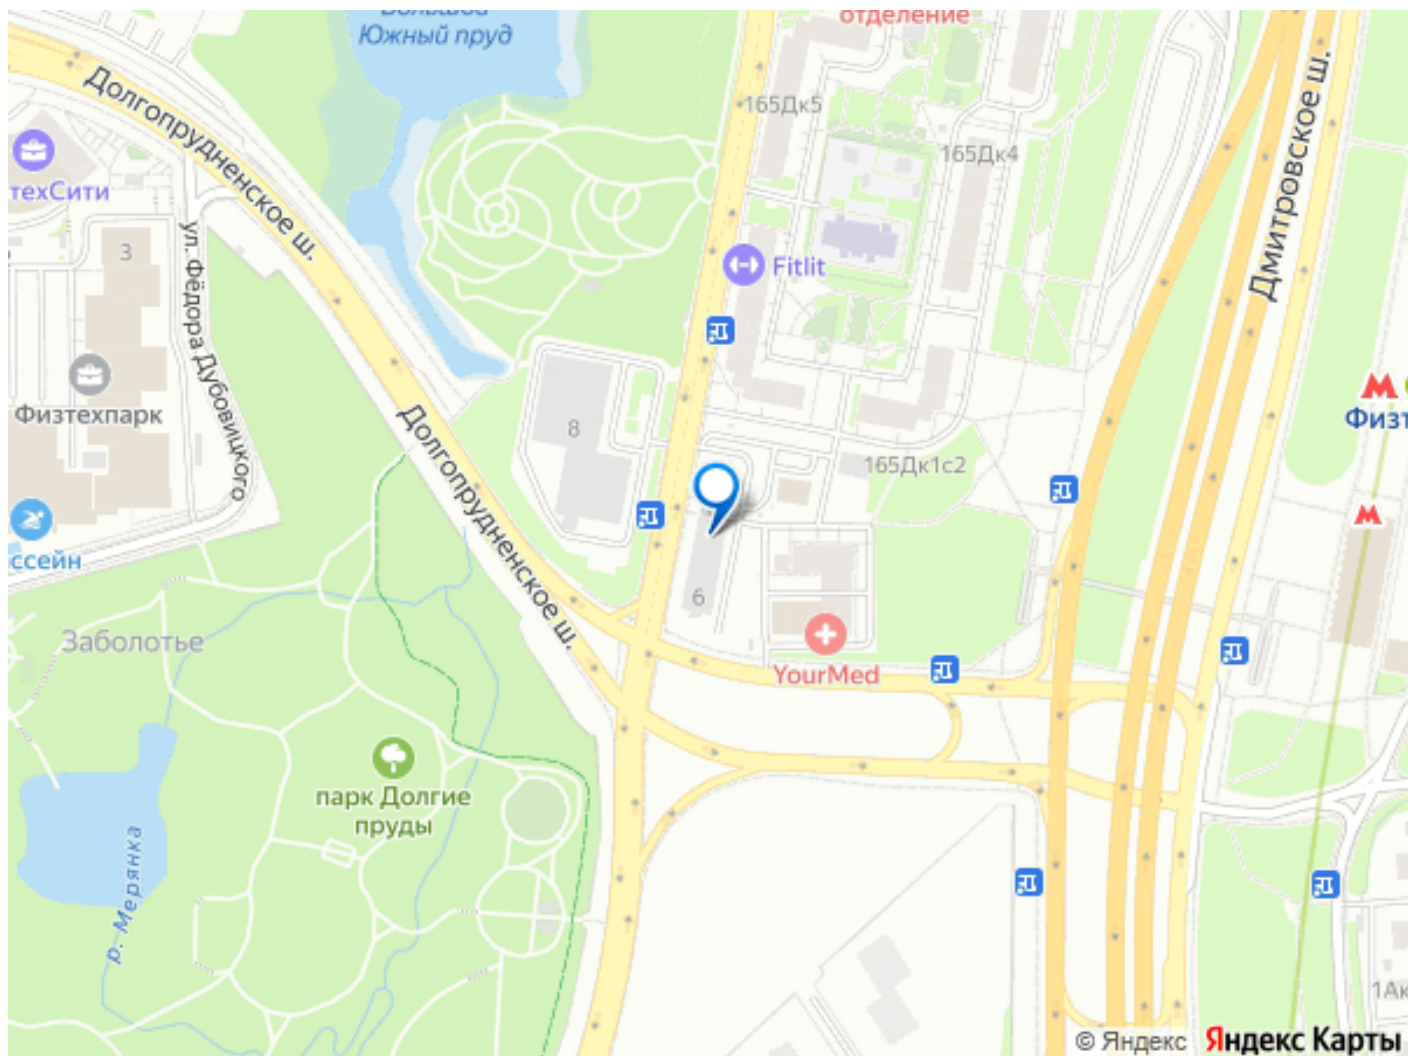 Южный пруд
отделение
Долгопрудненское ш.
165Дк5
165Дк4
Дмитровское ш.
техСити
3
ул. Фёдора Дубовицкого
Fitlit
Физтехпарк
8
Долгопрудненское ш.
165Дк1с2
Физт
ссейн
6
Заболотье
YourMed
парк Долгие
пруды
р. Мерянка
1Ак
© Яндекс Яндекс Карты